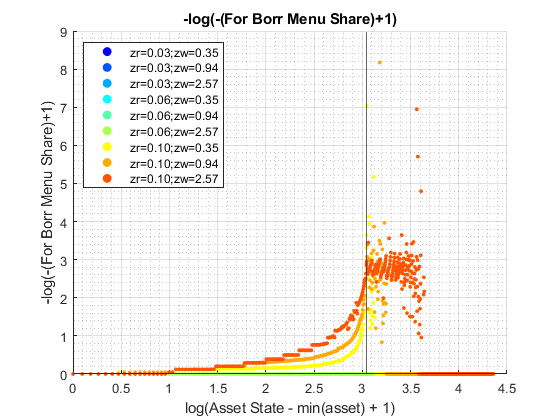 -log(-(For Borr Menu Share)+1)
9
8
7
6
5
4
3
2
1
0
-log(-(For Borr Menu Share)+1)
zr=0.03;zw=0.35
zr=0.03;zw=0.94
zr=0.03;zw=2.57
zr=0.06;zw=0.35
zr=0.06;zw=0.94
zr=0.06;zw=2.57
zr=0.10;zw=0.35
zr=0.10;zw=0.94
zr=0.10;zw=2.57
0 0.5 1 1.5 2 2.5 3 3.5 4 4.5
log(Asset State - min(asset) + 1)